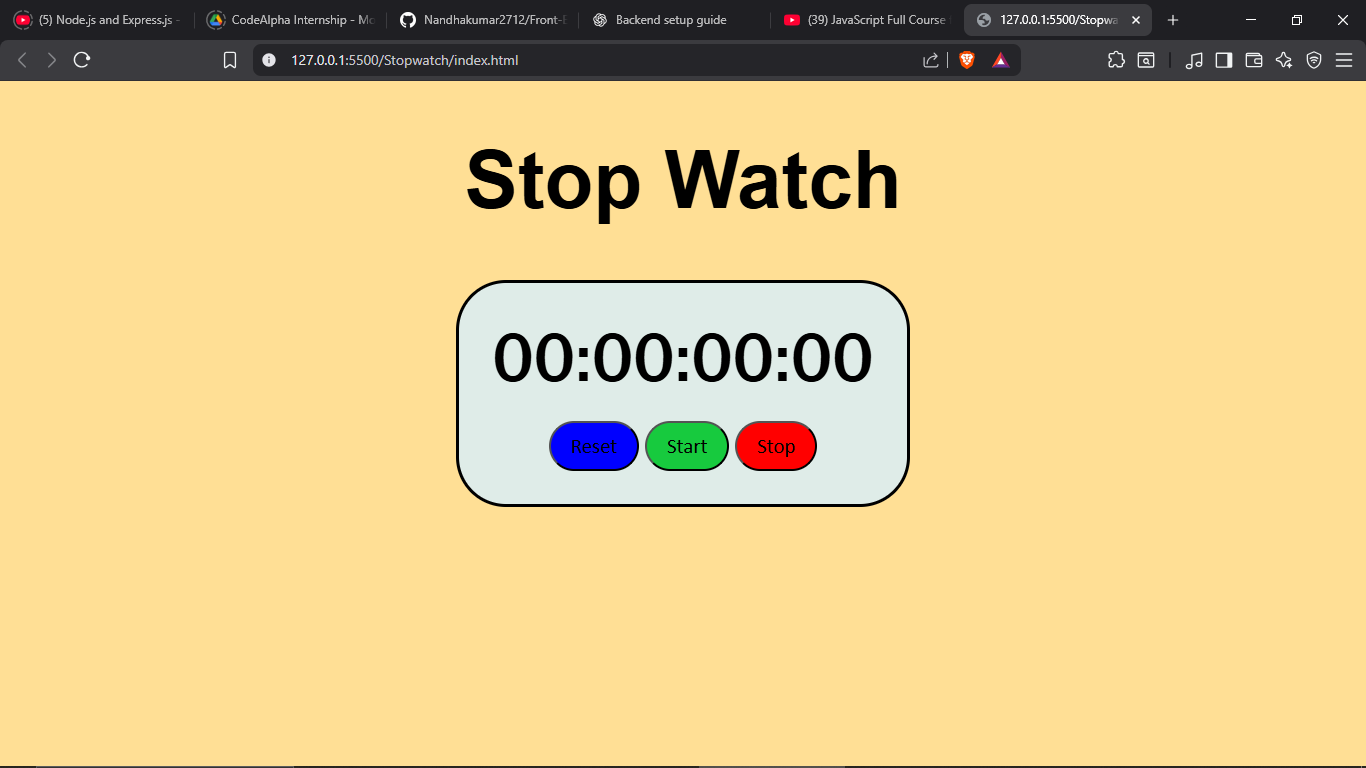 (5) Node.js and Express.js -
CodeAlpha Internship - Mo
Nandhakumar2712/Front-E
Backend setup guide
(39) JavaScript Full Course
127.0.0.1:5500/Stopwa
127.0.0.1:5500/Stopwatch/index.html
Stop Watch
00:00:00:00
Reset Start Stop